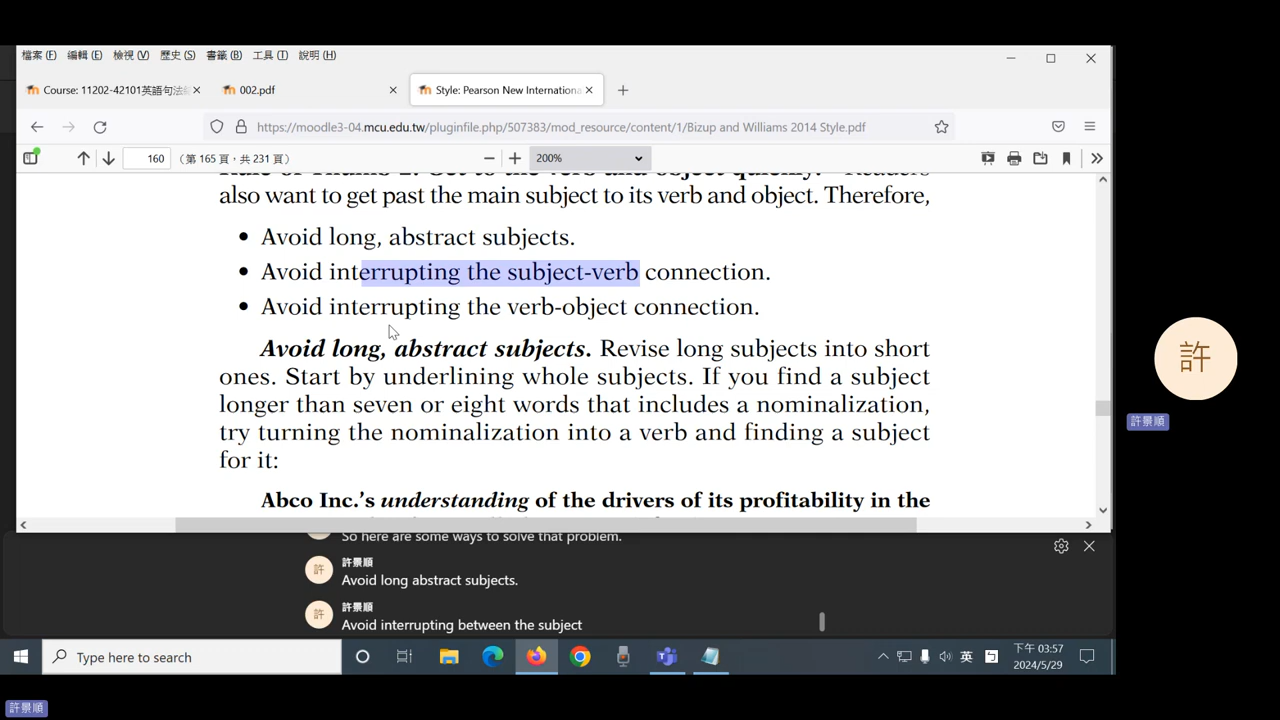 檔案(F) 編輯(E) 檢視(V) 歷史(S) 書籤(B) 工具(T) 說明(H)
Course: 11202-42101英語句法
002.pdf
Style: Pearson New Internationa
https://moodle3-04.mcu.edu.tw/pluginfile.php/507383/mod_resource/content/1/Bizup and Williams 2014 Style.pdf
160 (第 165 頁，共 231 頁) 200%
also want to get past the main subject to its verb and object. Therefore,
• Avoid long, abstract subjects.
• Avoid interrupting the subject-verb connection.
• Avoid interrupting the verb-object connection.
Avoid long, abstract subjects. Revise long subjects into short
ones. Start by underlining whole subjects. If you find a subject
longer than seven or eight words that includes a nominalization,
try turning the nominalization into a verb and finding a subject
for it:
Abco Inc.'s understanding of the drivers of its profitability in the
So here are some ways to solve that problem.
許景順
許
Avoid long abstract subjects.
許景順
許
Avoid interrupting between the subject
許
許景順
Type here to search
英
下午 03:57
2024/5/29
許景順